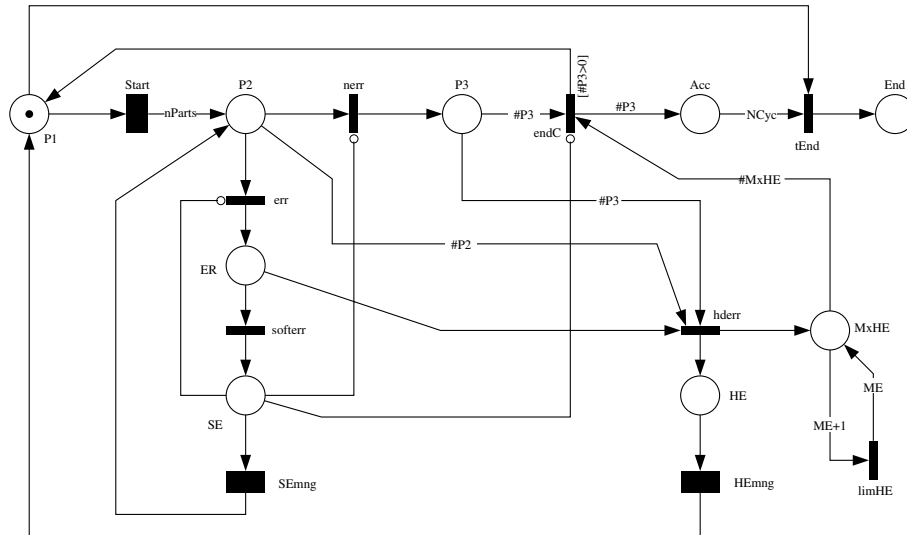 Start
P2
nerr
P3
[#P3>0]
Acc
End
nParts
#P3
#P3
NCyc
P1
endC
tEnd
#MxHE
err
#P3
#P2
ER
softerr
hderr
MxHE
SE
HE
ME
ME+1
SEmng
HEmng
limHE